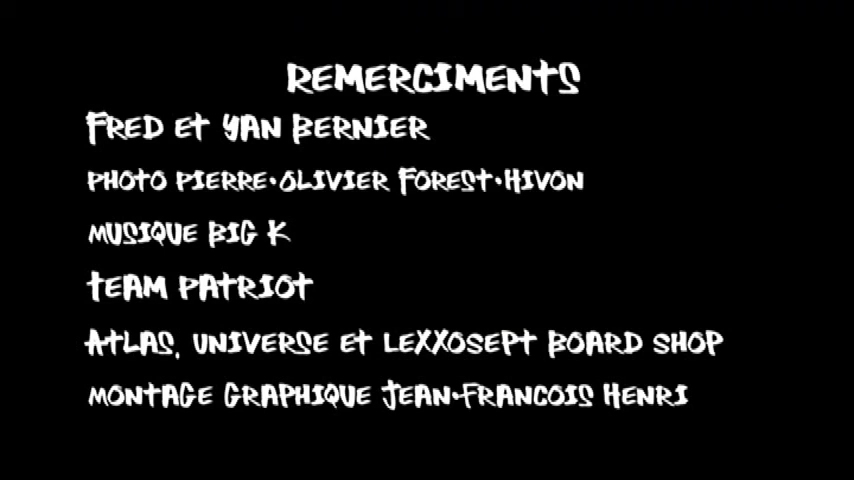 REMERCIMENTS
FRED ET YAN BERNIER
PHOTO PIERRE-OLIVIER FOREST-HIVON
MUSIQUE BIG K
TEAM PATRIOT
ATLAS, UNIVERSE ET LEXXOSEPT BOARD SHOP
MONTAGE GRAPHIQUE JEAN-FRANCOIS HENRI